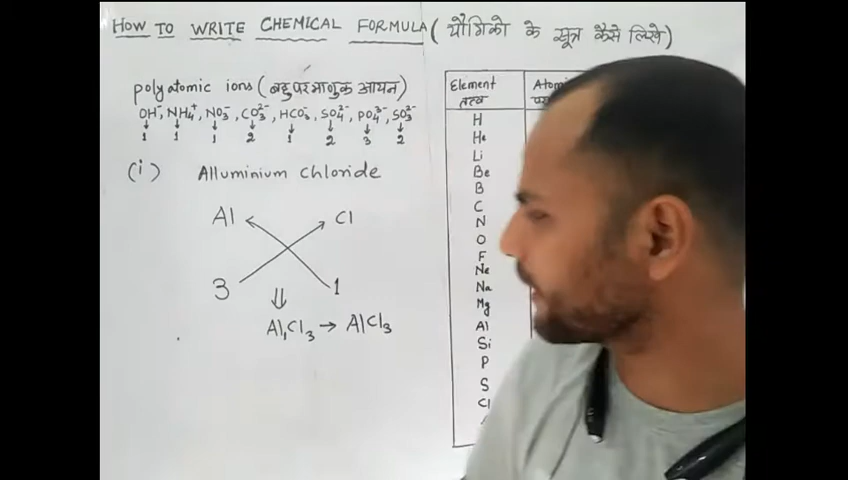 HOW TO WRITE CHEMICAL FORMULA ( यौगिको के सूत्र कैसे लिखे )
polyatomic ions ( बहुपरमाणुक आयन )
OH⁻, NH₄⁺, NO₃⁻, CO₃²⁻, HCO₃⁻, SO₄²⁻, PO₄³⁻, SO₃²⁻
↓ ↓ ↓ ↓ ↓ ↓ ↓ ↓
1 1 1 2 1 2 3 2
(i) Alluminium chloride
Al Cl
3 1
⇓
Al₁Cl₃ → AlCl₃
Element
तत्व
H
He
Li
Be
B
C
N
O
F
Ne
Na
Mg
Al
Si
P
S
Cl